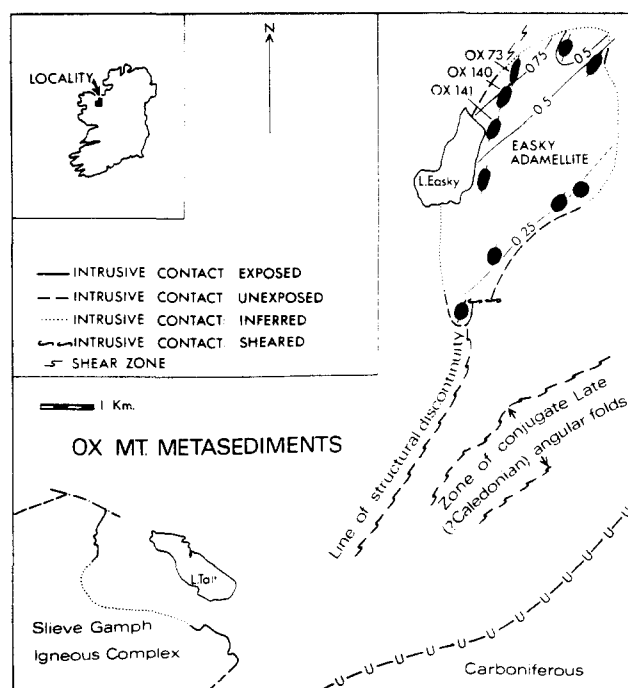 N
LOCALITY
OX 73
OX 140
OX 141
0.75
0.5
0.5
EASKY
ADAMELLITE
L.Easky
0.25
INTRUSIVE CONTACT EXPOSED
INTRUSIVE CONTACT UNEXPOSED
INTRUSIVE CONTACT INFERRED
INTRUSIVE CONTACT SHEARED
SHEAR ZONE
1 Km.
OX MT. METASEDIMENTS
Line of structural discontinuity
Zone of conjugate Late
(?Caledonian) angular folds
Slieve Gamph
Igneous Complex
U U U U U U U U U U
Carboniferous